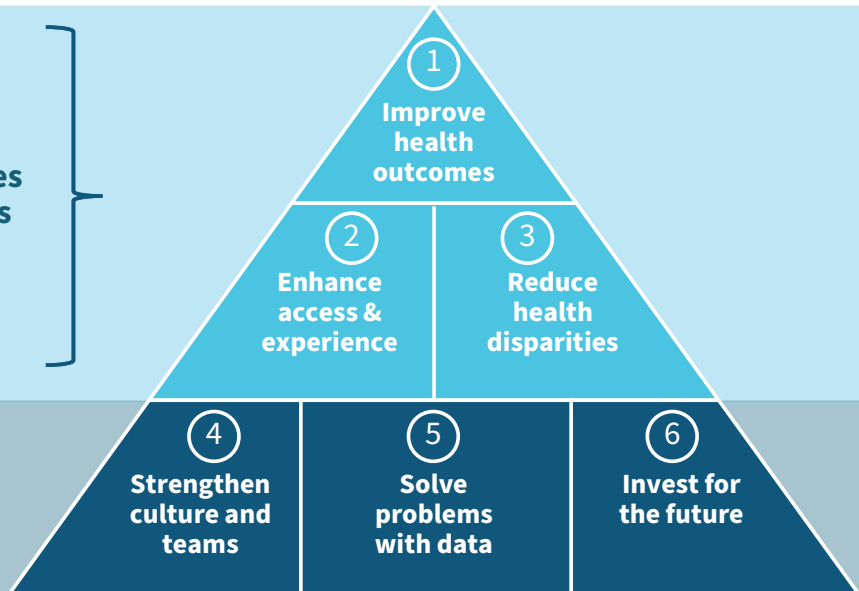 1
Improve
health
outcomes
2
Enhance
access &
experience
3
Reduce
health
disparities
4
Strengthen
culture and
teams
5
Solve
problems
with data
6
Invest for
the future